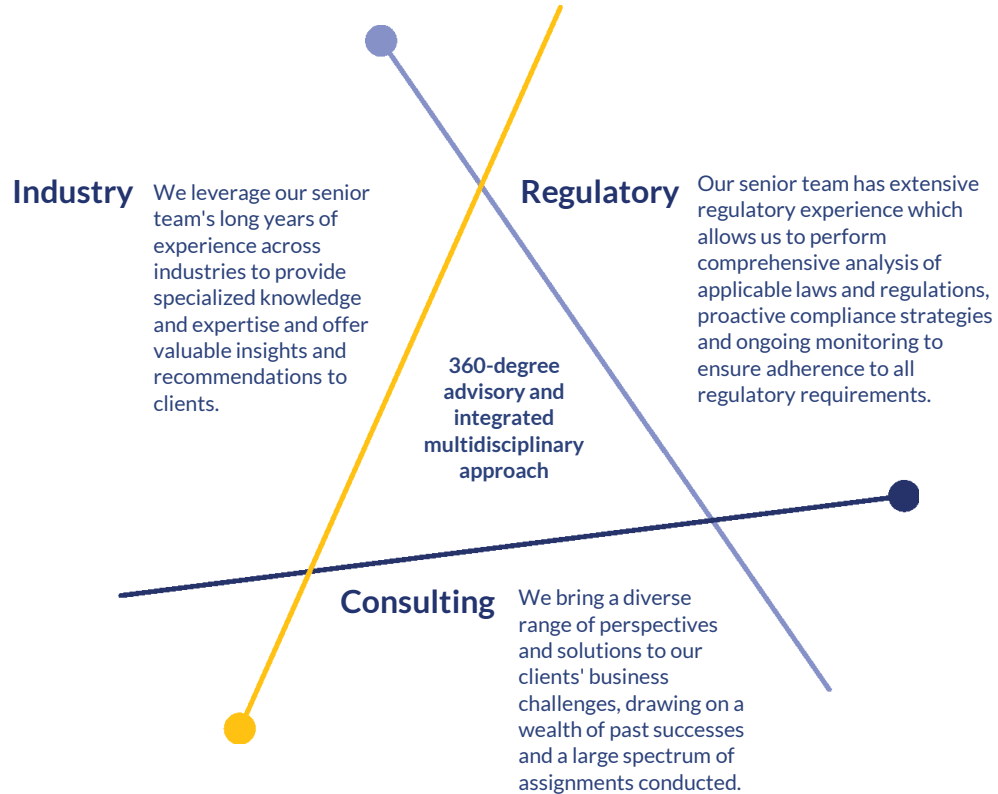 Industry
We leverage our senior
team's long years of
experience across
industries to provide
specialized knowledge
and expertise and offer
valuable insights and
recommendations to
clients.
Regulatory
Our senior team has extensive
regulatory experience which
allows us to perform
comprehensive analysis of
applicable laws and regulations,
proactive compliance strategies
and ongoing monitoring to
ensure adherence to all
regulatory requirements.
360-degree
advisory and
integrated
multidisciplinary
approach
Consulting
We bring a diverse
range of perspectives
and solutions to our
clients' business
challenges, drawing on a
wealth of past successes
and a large spectrum of
assignments conducted.